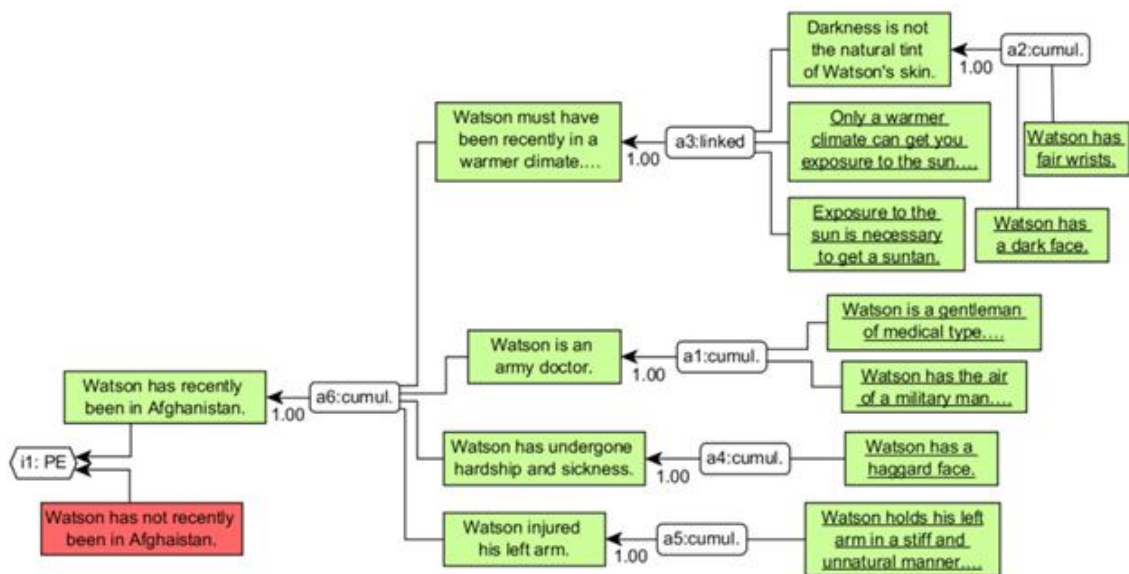 Darkness is not
the natural tint
of Watson's skin.
a2:cumul.
1.00
Watson must have
been recently in a
warmer climate....
a3:linked
1.00
Only a warmer
climate can get you
exposure to the sun....
Watson has
fair wrists.
Exposure to the
sun is necessary
to get a suntan.
Watson has
a dark face.
Watson is a gentleman
of medical type....
Watson is an
army doctor.
a1:cumul.
1.00
Watson has the air
of a military man....
Watson has recently
been in Afghanistan.
a6:cumul.
1.00
Watson has undergone
hardship and sickness.
a4:cumul.
1.00
Watson has a
haggard face.
i1: PE
Watson has not recently
been in Afghaistan.
Watson injured
his left arm.
a5:cumul.
1.00
Watson holds his left
arm in a stiff and
unnatural manner....